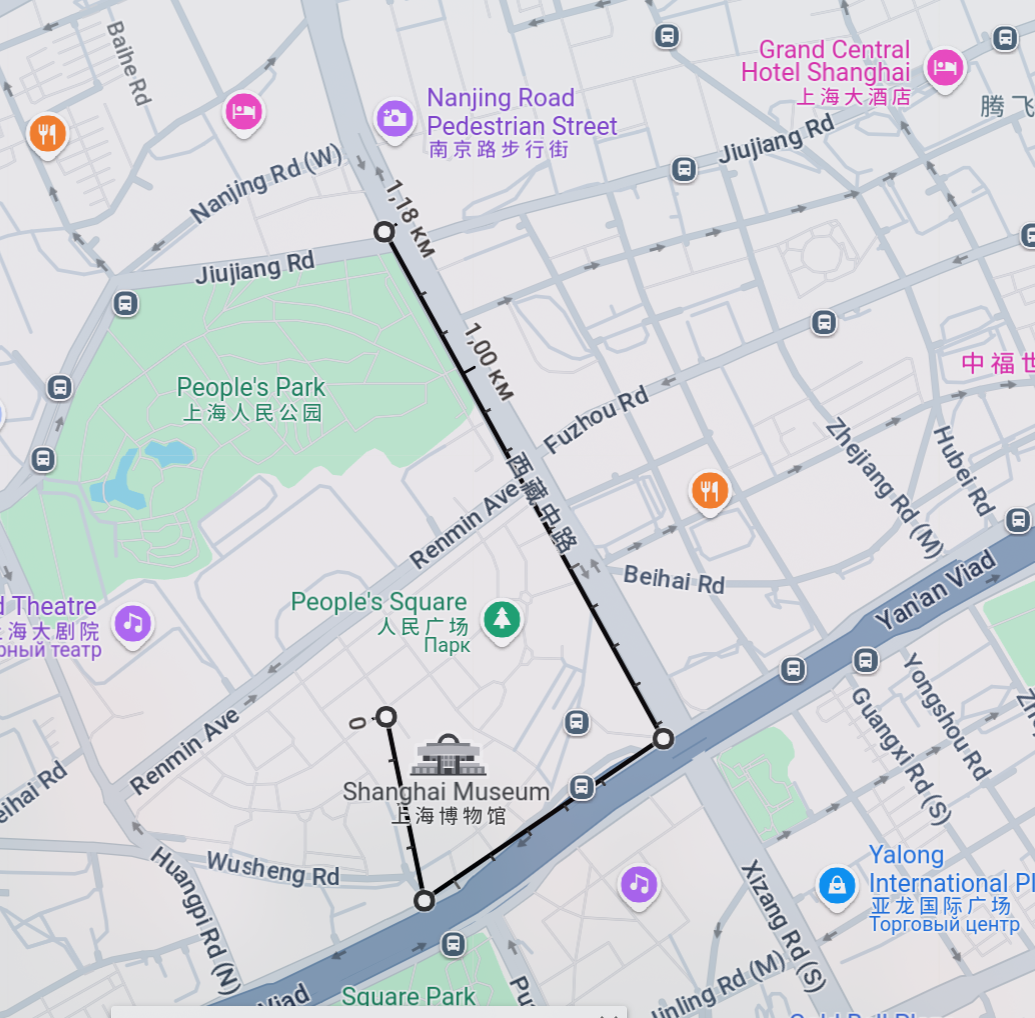 Baihe Rd
Grand Central
Hotel Shanghai
上海大酒店
腾飞
Nanjing Road
Pedestrian Street
南京路步行街
Jiujiang Rd
Nanjing Rd (W)
1,18 км
Jiujiang Rd
1,00 км
中福世
People's Park
上海人民公园
Fuzhou Rd
Zhejiang Rd (M)
Hubei Rd
西藏中路
Renmin Ave
Beihai Rd
Yan'an Viad
People's Square
人民广场
Парк
d Theatre
海大剧院
рный театр
Yongshou Rd
Guangxi Rd (S)
Zh
0
Renmin Ave
Shanghai Museum
上海博物馆
eihai Rd
Wusheng Rd
Huangpi Rd (N)
Yalong
International Pl
亚龙国际广场
Торговый центр
Xizang Rd (S)
Jinling Rd (M)
Viad
Square Park
Pu